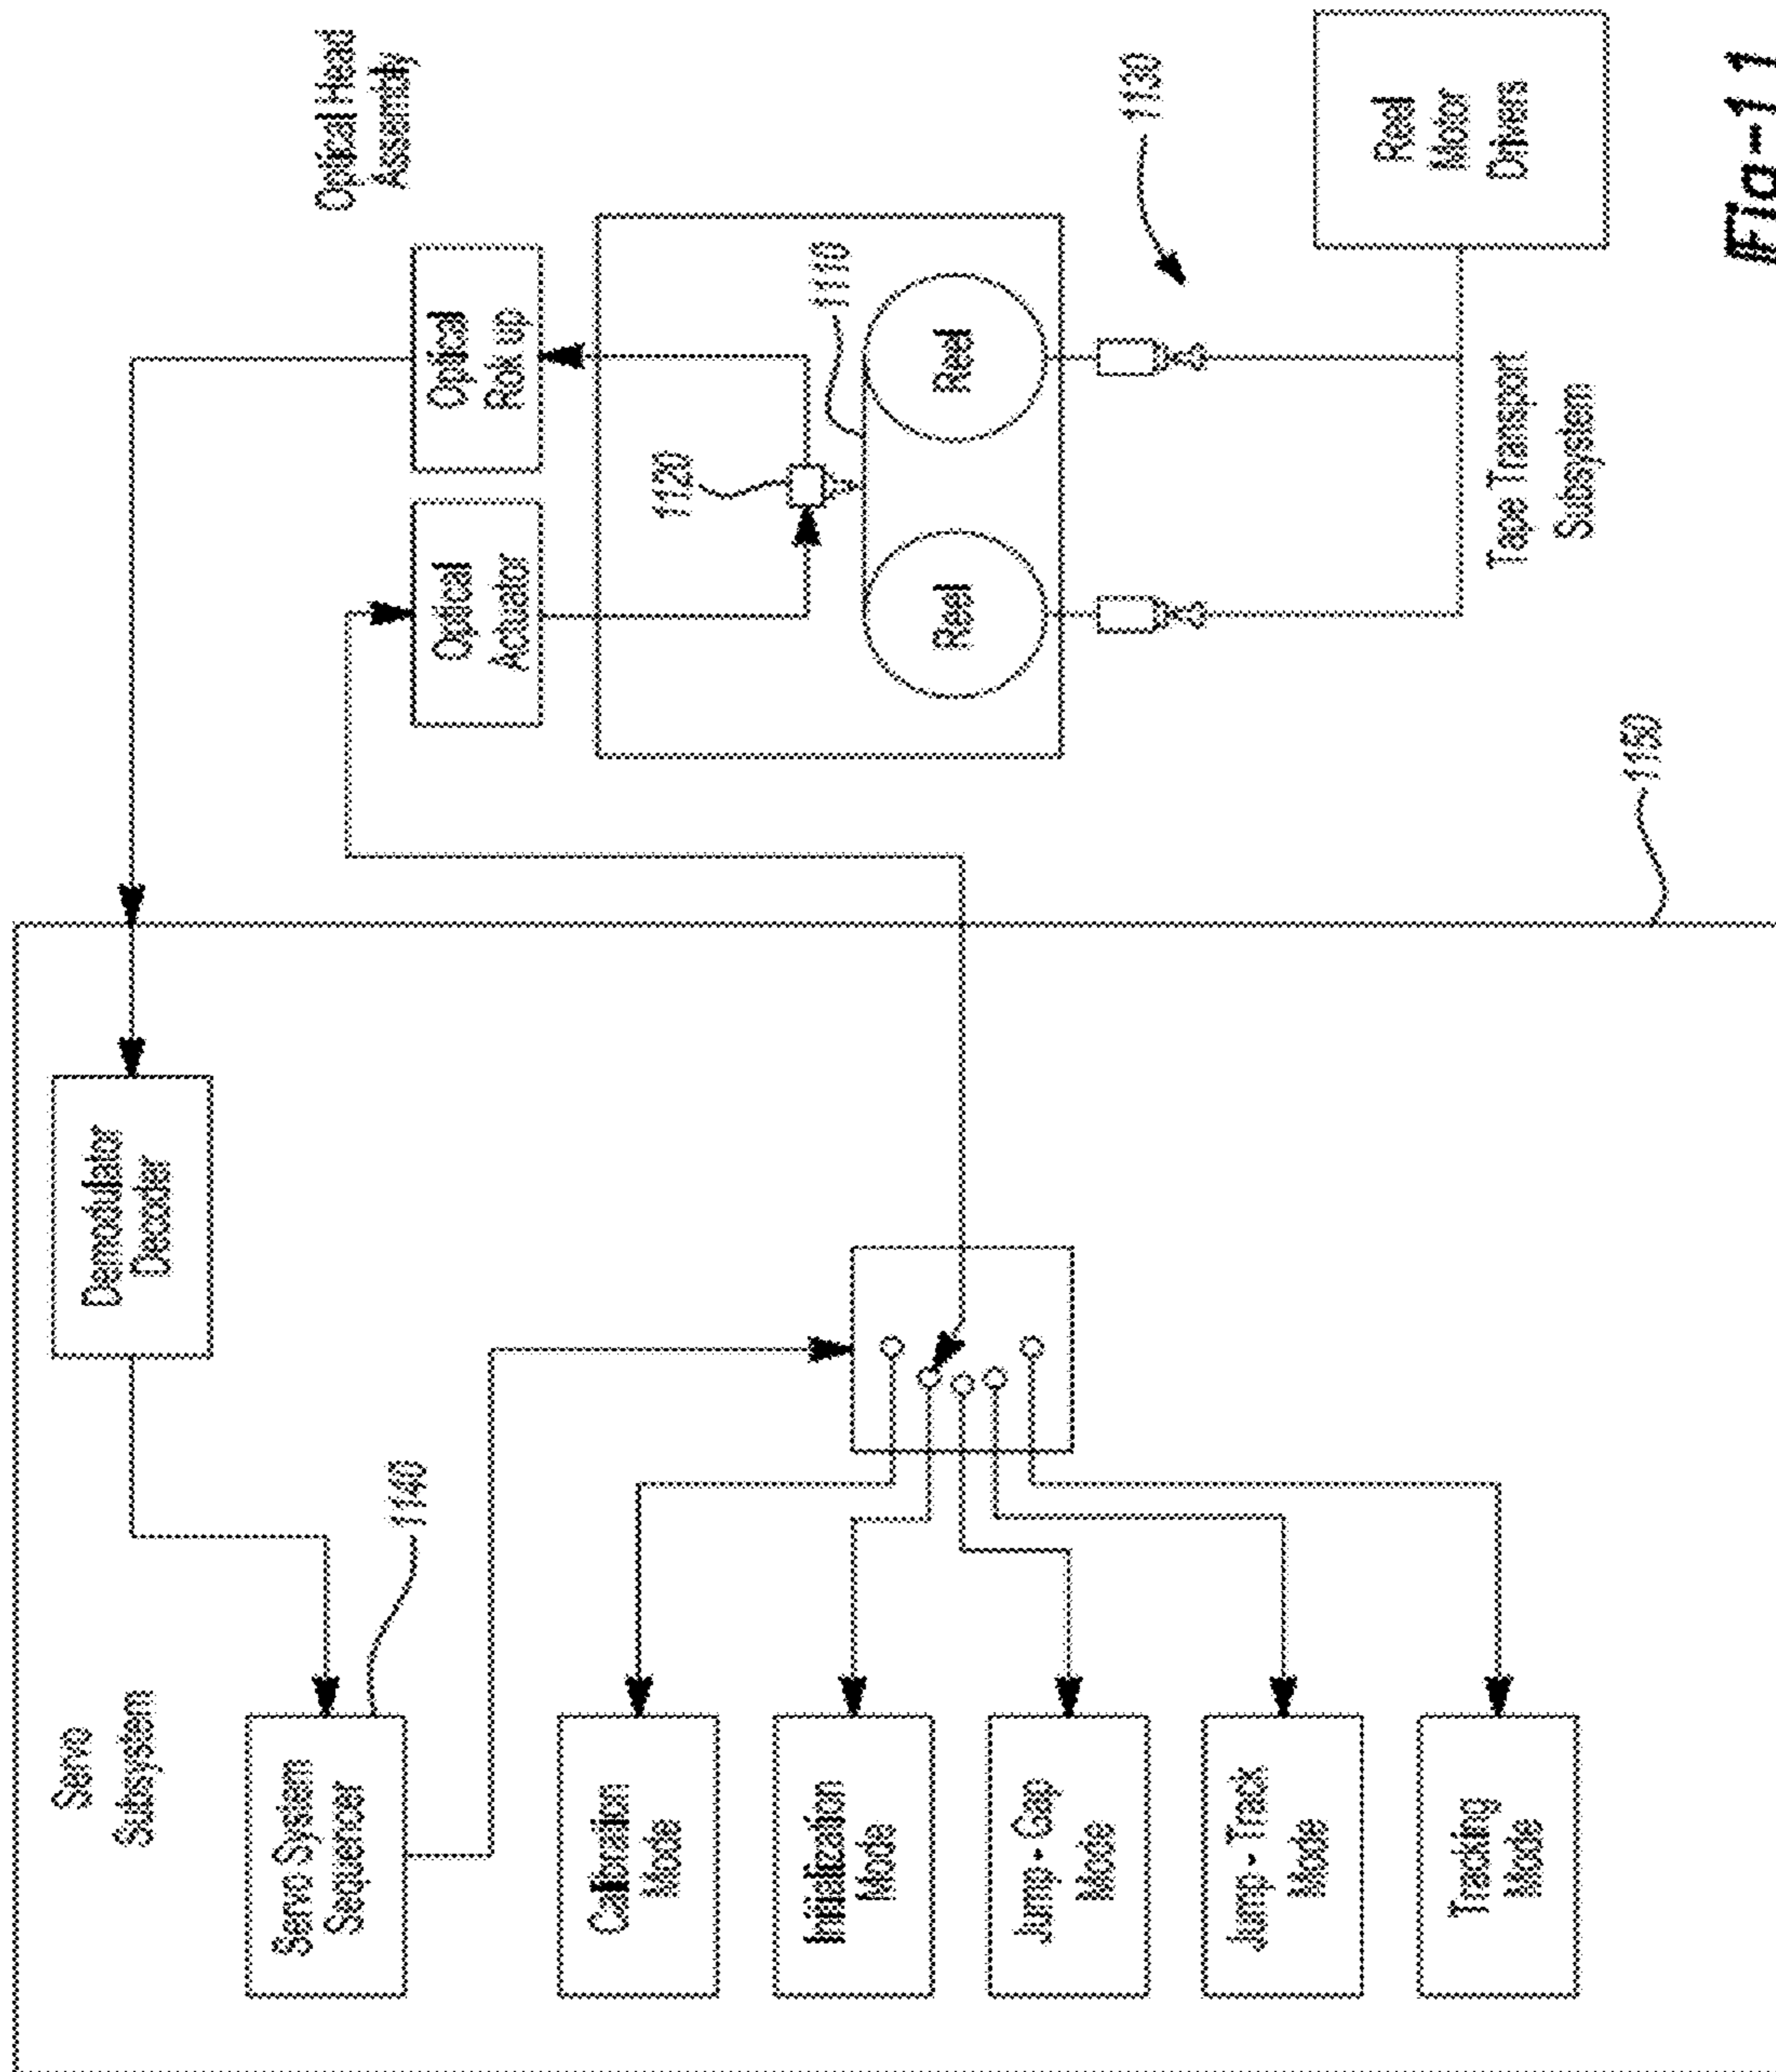 Servo
Subsystem
Demodulator
Decoder
Servo System
Sequencer
1140
Calibration
Mode
Initialization
Mode
Jump - Gap
Mode
Jump - Track
Mode
Tracking
Mode
1150
Optical Head
Assembly
Optical
Actuator
Optical
Pick up
1120
1110
Reel
Reel
1130
Tape Transport
Subsystem
Reel
Motor
Drivers
Fig-11